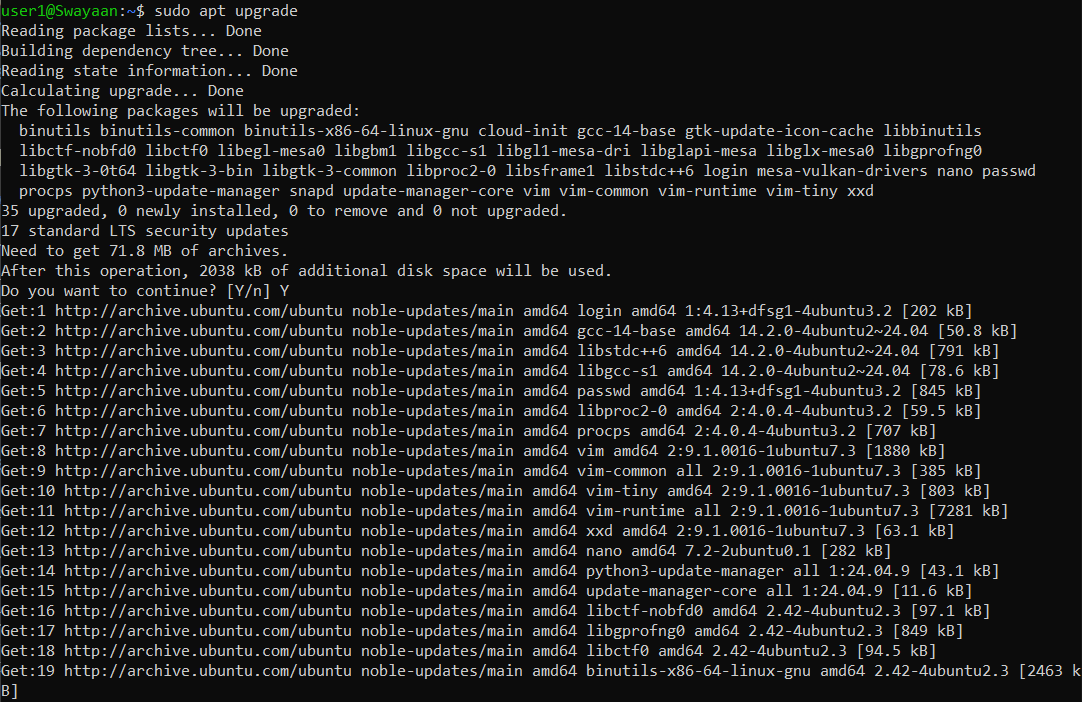 user1@Swayaan:~$ sudo apt upgrade
Reading package lists... Done
Building dependency tree... Done
Reading state information... Done
Calculating upgrade... Done
The following packages will be upgraded:
  binutils binutils-common binutils-x86-64-linux-gnu cloud-init gcc-14-base gtk-update-icon-cache libbinutils
  libctf-nobfd0 libctf0 libegl-mesa0 libgbm1 libgcc-s1 libgl1-mesa-dri libglapi-mesa libglx-mesa0 libgprofng0
  libgtk-3-0t64 libgtk-3-bin libgtk-3-common libproc2-0 libsframe1 libstdc++6 login mesa-vulkan-drivers nano passwd
  procps python3-update-manager snapd update-manager-core vim vim-common vim-runtime vim-tiny xxd
35 upgraded, 0 newly installed, 0 to remove and 0 not upgraded.
17 standard LTS security updates
Need to get 71.8 MB of archives.
After this operation, 2038 kB of additional disk space will be used.
Do you want to continue? [Y/n] Y
Get:1 http://archive.ubuntu.com/ubuntu noble-updates/main amd64 login amd64 1:4.13+dfsg1-4ubuntu3.2 [202 kB]
Get:2 http://archive.ubuntu.com/ubuntu noble-updates/main amd64 gcc-14-base amd64 14.2.0-4ubuntu2~24.04 [50.8 kB]
Get:3 http://archive.ubuntu.com/ubuntu noble-updates/main amd64 libstdc++6 amd64 14.2.0-4ubuntu2~24.04 [791 kB]
Get:4 http://archive.ubuntu.com/ubuntu noble-updates/main amd64 libgcc-s1 amd64 14.2.0-4ubuntu2~24.04 [78.6 kB]
Get:5 http://archive.ubuntu.com/ubuntu noble-updates/main amd64 passwd amd64 1:4.13+dfsg1-4ubuntu3.2 [845 kB]
Get:6 http://archive.ubuntu.com/ubuntu noble-updates/main amd64 libproc2-0 amd64 2:4.0.4-4ubuntu3.2 [59.5 kB]
Get:7 http://archive.ubuntu.com/ubuntu noble-updates/main amd64 procps amd64 2:4.0.4-4ubuntu3.2 [707 kB]
Get:8 http://archive.ubuntu.com/ubuntu noble-updates/main amd64 vim amd64 2:9.1.0016-1ubuntu7.3 [1880 kB]
Get:9 http://archive.ubuntu.com/ubuntu noble-updates/main amd64 vim-common all 2:9.1.0016-1ubuntu7.3 [385 kB]
Get:10 http://archive.ubuntu.com/ubuntu noble-updates/main amd64 vim-tiny amd64 2:9.1.0016-1ubuntu7.3 [803 kB]
Get:11 http://archive.ubuntu.com/ubuntu noble-updates/main amd64 vim-runtime all 2:9.1.0016-1ubuntu7.3 [7281 kB]
Get:12 http://archive.ubuntu.com/ubuntu noble-updates/main amd64 xxd amd64 2:9.1.0016-1ubuntu7.3 [63.1 kB]
Get:13 http://archive.ubuntu.com/ubuntu noble-updates/main amd64 nano amd64 7.2-2ubuntu0.1 [282 kB]
Get:14 http://archive.ubuntu.com/ubuntu noble-updates/main amd64 python3-update-manager all 1:24.04.9 [43.1 kB]
Get:15 http://archive.ubuntu.com/ubuntu noble-updates/main amd64 update-manager-core all 1:24.04.9 [11.6 kB]
Get:16 http://archive.ubuntu.com/ubuntu noble-updates/main amd64 libctf-nobfd0 amd64 2.42-4ubuntu2.3 [97.1 kB]
Get:17 http://archive.ubuntu.com/ubuntu noble-updates/main amd64 libgprofng0 amd64 2.42-4ubuntu2.3 [849 kB]
Get:18 http://archive.ubuntu.com/ubuntu noble-updates/main amd64 libctf0 amd64 2.42-4ubuntu2.3 [94.5 kB]
Get:19 http://archive.ubuntu.com/ubuntu noble-updates/main amd64 binutils-x86-64-linux-gnu amd64 2.42-4ubuntu2.3 [2463 k
B]